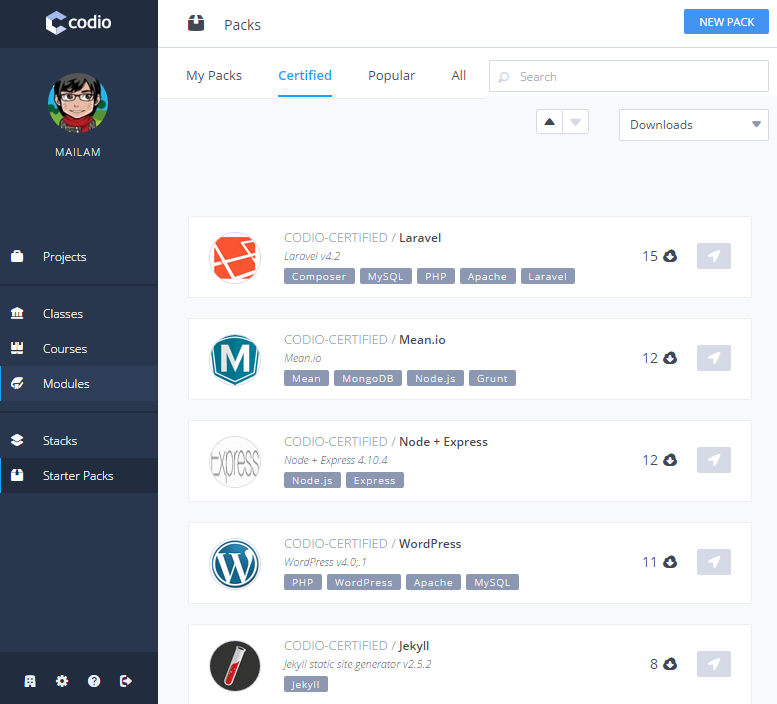 codio
Packs
NEW PACK
MAILAM
My Packs
Certified
Popular
All
Search
Downloads
Projects
Classes
Courses
Modules
Stacks
Starter Packs
CODIO-CERTIFIED / Laravel
Laravel v4.2
Composer MySQL PHP Apache Laravel
15
CODIO-CERTIFIED / Mean.io
Mean.io
Mean MongoDB Node.js Grunt
12
M
CODIO-CERTIFIED / Node + Express
Node + Express 4.10.4
Node.js Express
12
Express
CODIO-CERTIFIED / WordPress
WordPress v4.0;.1
PHP WordPress Apache MySQL
11
W
CODIO-CERTIFIED / Jekyll
Jekyll static site generator v2.5.2
Jekyll
8